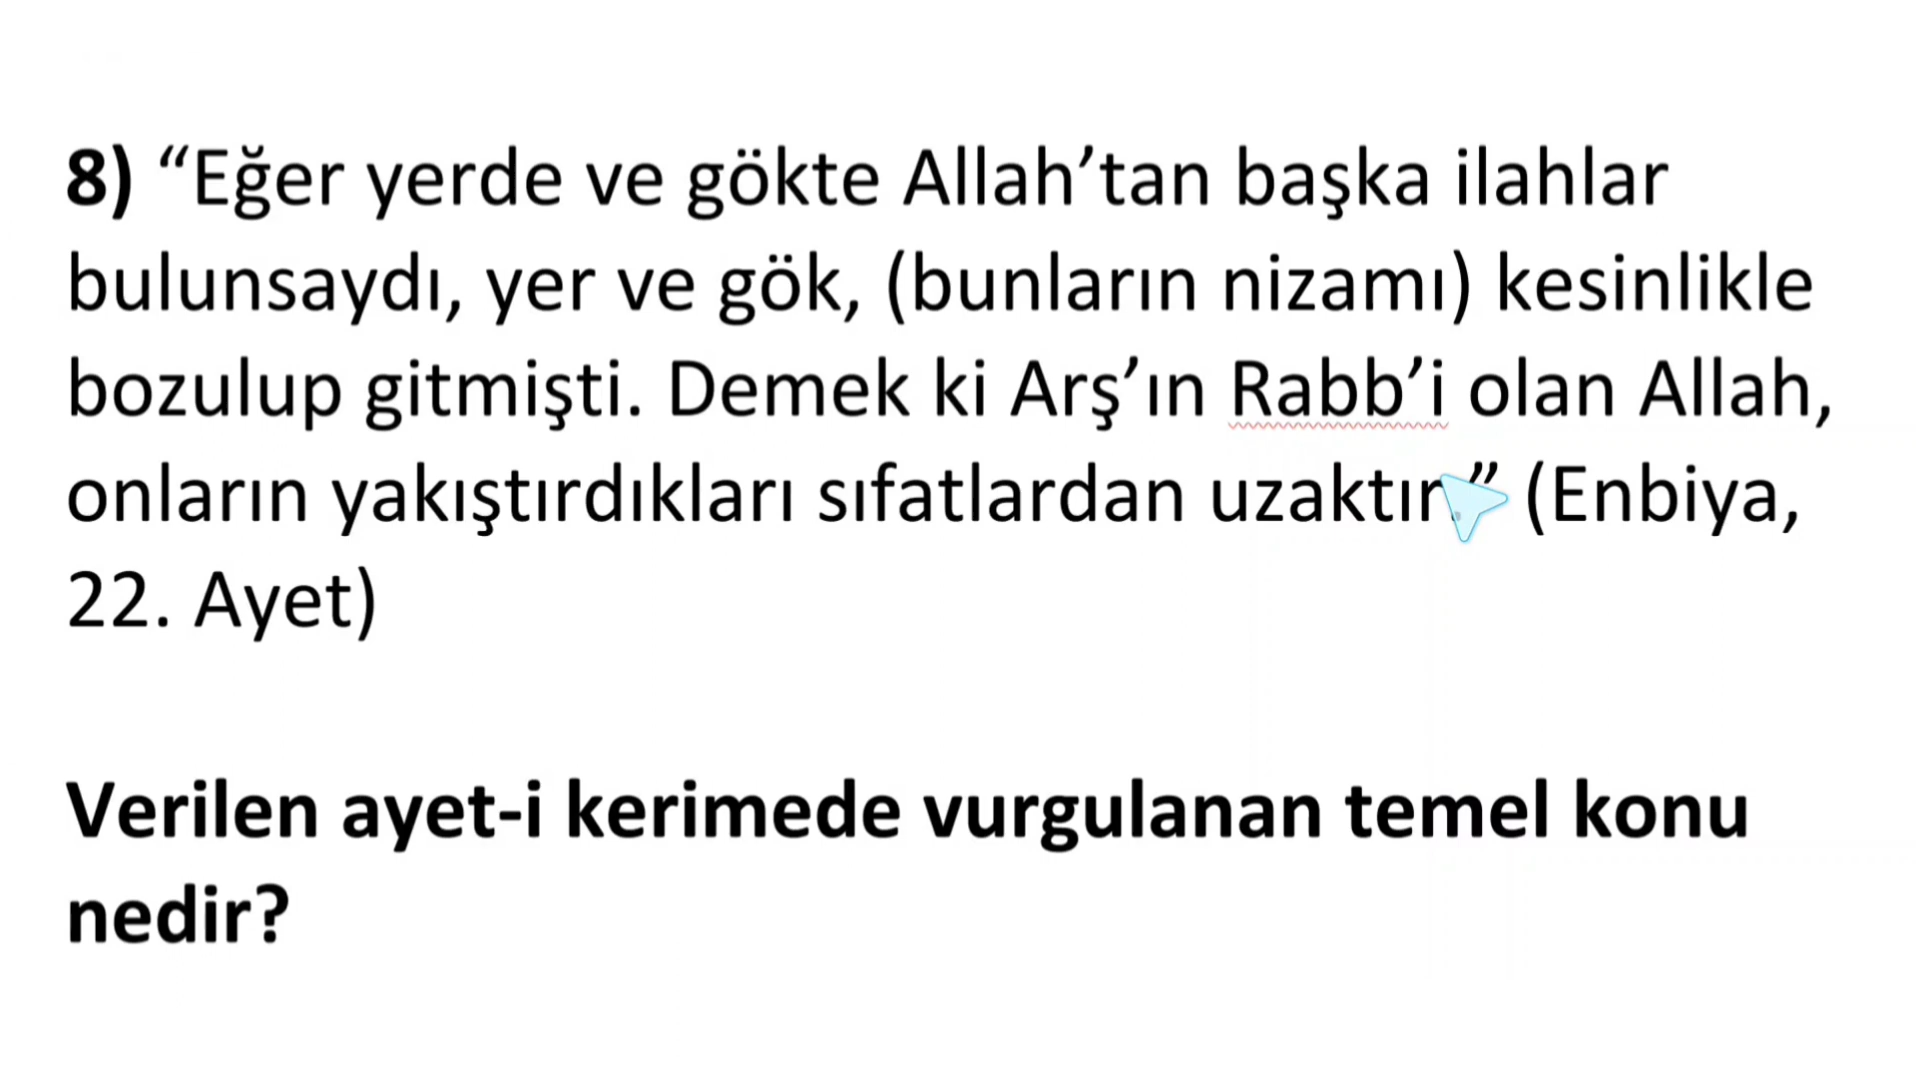 8) “Eğer yerde ve gökte Allah’tan başka ilahlar
bulunsaydı, yer ve gök, (bunların nizamı) kesinlikle
bozulup gitmişti. Demek ki Arş’ın Rabb’i olan Allah,
onların yakıştırdıkları sıfatlardan uzaktır.” (Enbiya,
22. Ayet)
Verilen ayet-i kerimede vurgulanan temel konu
nedir?